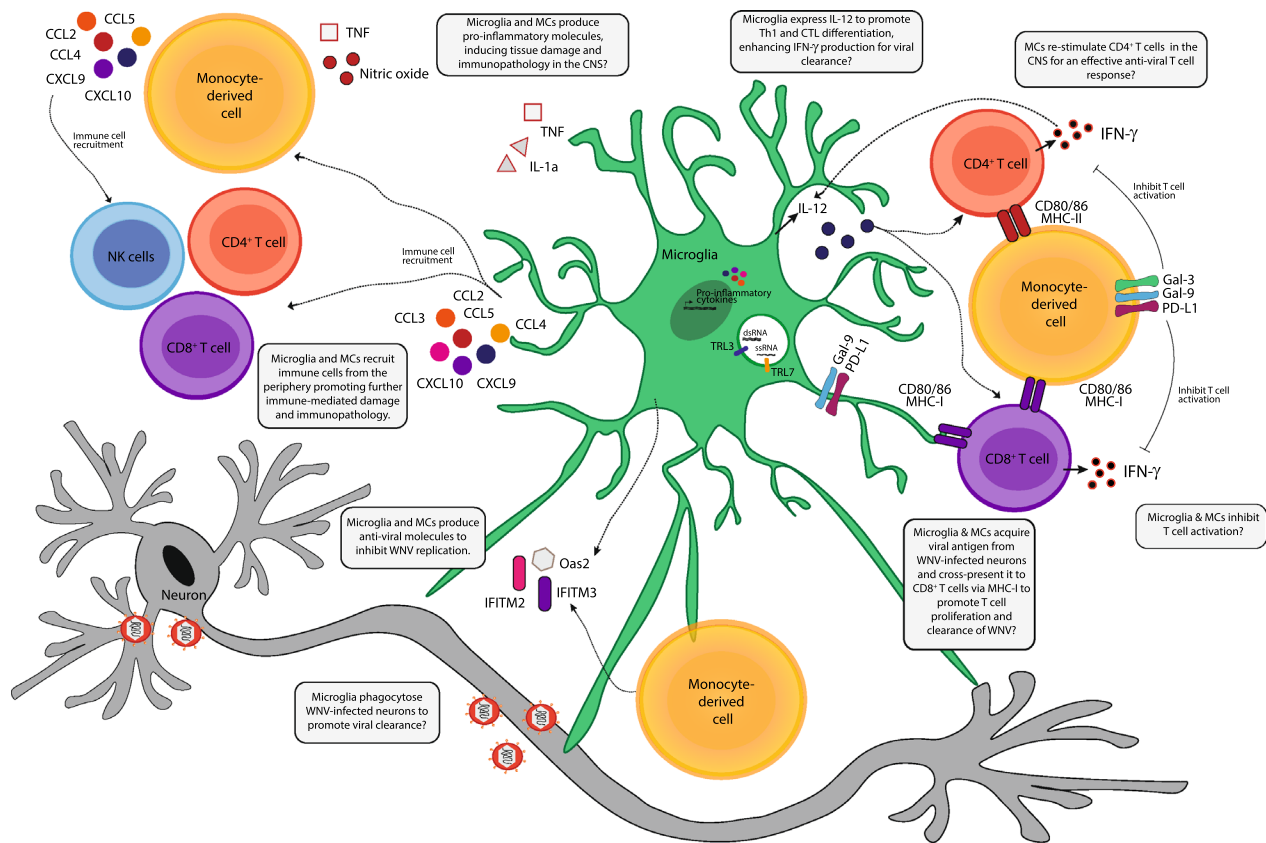 CCL5
CCL2
CCL4
CXCL9
CXCL10
Monocyte-
derived
cell
TNF
Nitric oxide
Microglia and MCs produce
pro-inflammatory molecules,
inducing tissue damage and
immunopathology in the CNS?
Microglia express IL-12 to promote
Th1 and CTL differentiation,
enhancing IFN-γ production for viral
clearance?
MCs re-stimulate CD4⁺ T cells in the
CNS for an effective anti-viral T cell
response?
Immune cell
recruitment
TNF
IL-1a
CD4⁺ T cell
IFN-γ
Inhibit T cell
activation
CD80/86
MHC-II
IL-12
NK cells
CD4⁺ T cell
CD8⁺ T cell
Immune cell
recruitment
Microglia
Pro-inflammatory
cytokines
dsRNA
ssRNA
TRL3
TRL7
Gal-9
PD-L1
CCL2
CCL3
CCL5
CCL4
CXCL10
CXCL9
Monocyte-
derived
cell
Gal-3
Gal-9
PD-L1
CD80/86
MHC-I
CD80/86
MHC-I
Inhibit T cell
activation
CD8⁺ T cell
IFN-γ
Microglia and MCs recruit
immune cells from the
periphery promoting further
immune-mediated damage
and immunopathology.
Microglia and MCs produce
anti-viral molecules to
inhibit WNV replication.
Microglia & MCs acquire
viral antigen from
WNV-infected neurons
and cross-present it to
CD8⁺ T cells via MHC-I to
promote T cell
proliferation and
clearance of WNV?
Microglia & MCs inhibit
T cell activation?
Oas2
IFITM2
IFITM3
Neuron
Microglia phagocytose
WNV-infected neurons to
promote viral clearance?
Monocyte-
derived
cell